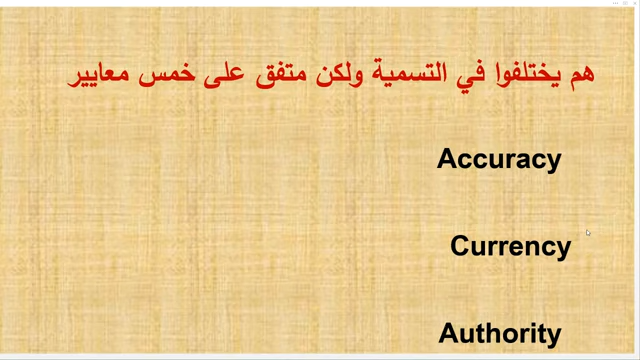 هم يختلفوا في التسمية ولكن متفق على خمس معايير
Accuracy
Currency
Authority